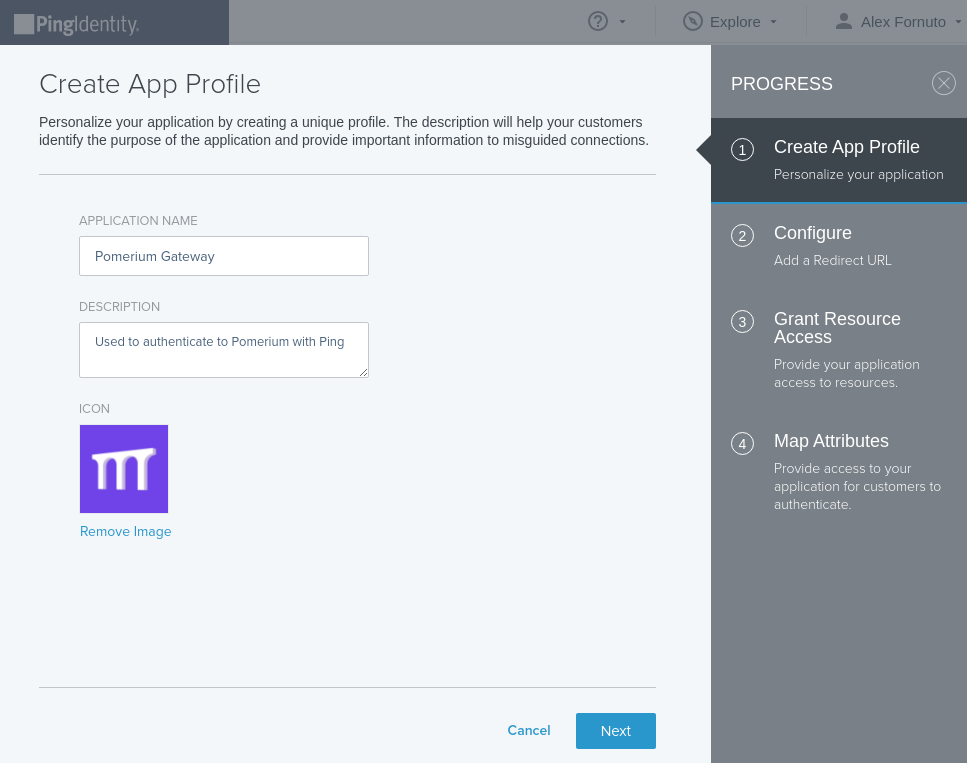 PingIdentity.
Explore
Alex Fornuto
Create App Profile
Personalize your application by creating a unique profile. The description will help your customers
identify the purpose of the application and provide important information to misguided connections.
APPLICATION NAME
Pomerium Gateway
DESCRIPTION
Used to authenticate to Pomerium with Ping
ICON
Remove Image
Cancel
Next
PROGRESS
1
Create App Profile
Personalize your application
2
Configure
Add a Redirect URL
3
Grant Resource
Access
Provide your application
access to resources.
4
Map Attributes
Provide access to your
application for customers to
authenticate.